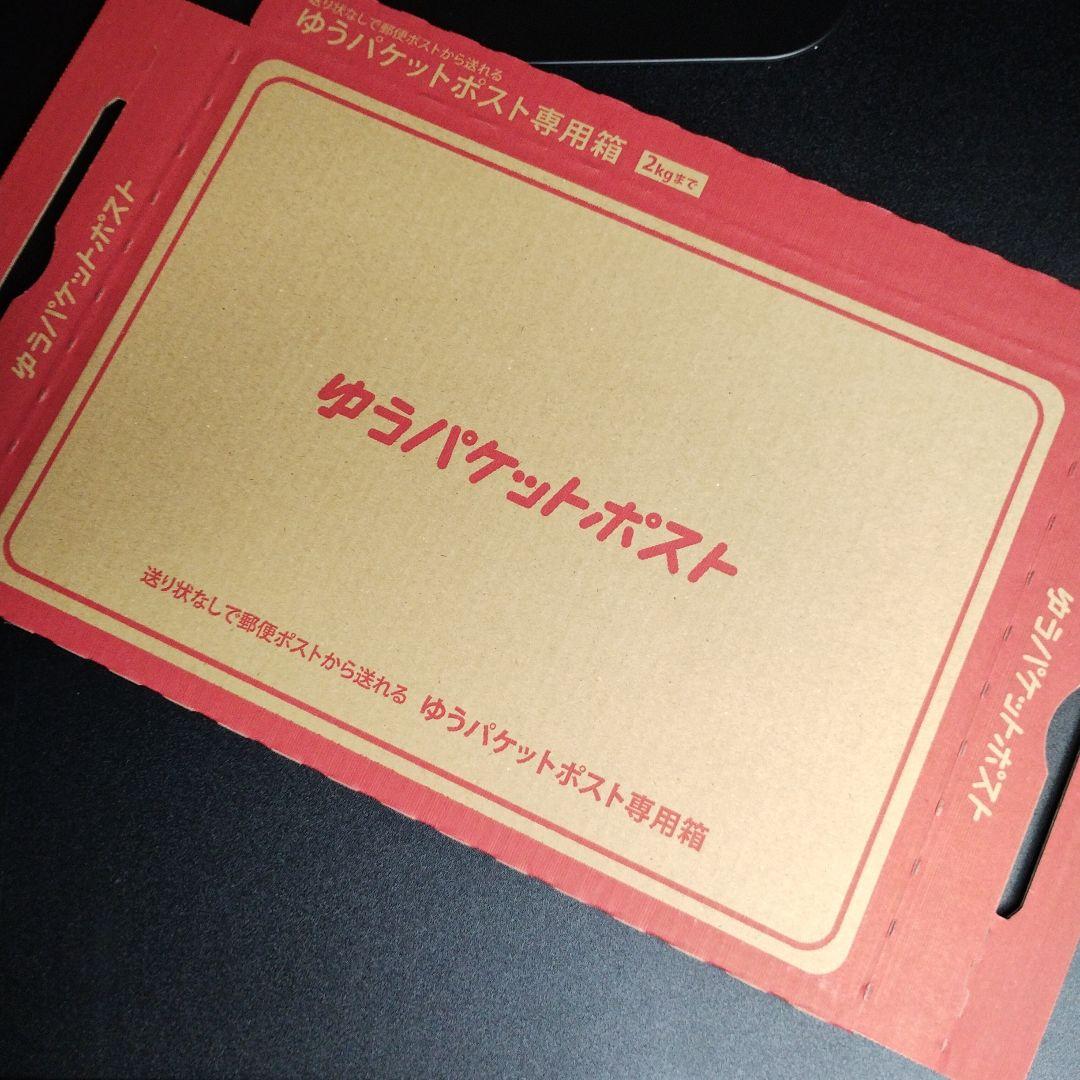 送り状なしで郵便ポストから送れる
ゆうパケットポスト専用箱 2kgまで
ゆうパケットポスト
ゆうパケットポスト
送り状なしで郵便ポストから送れる ゆうパケットポスト専用箱
ゆうパケットポスト